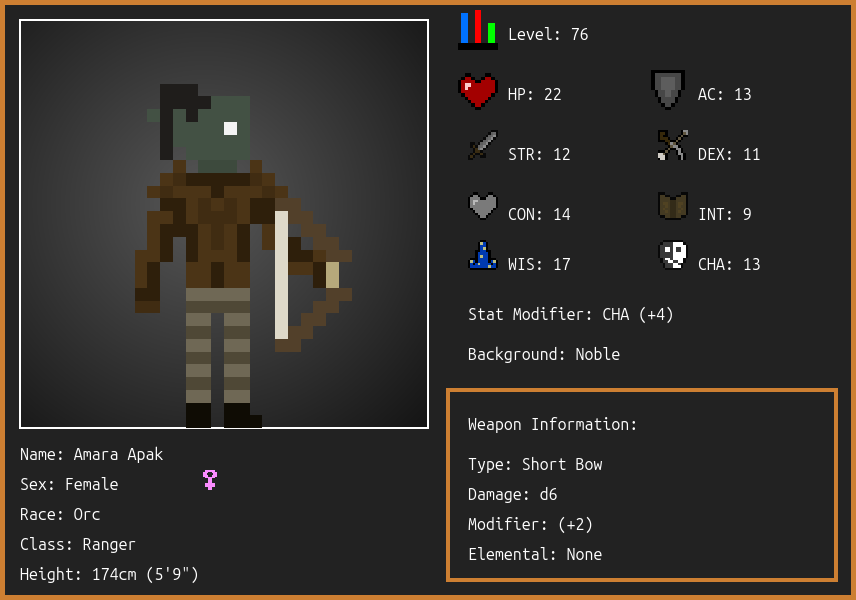 Level: 76
HP: 22
AC: 13
STR: 12
DEX: 11
CON: 14
INT: 9
WIS: 17
CHA: 13
Stat Modifier: CHA (+4)
Background: Noble
Weapon Information:
Type: Short Bow
Damage: d6
Modifier: (+2)
Elemental: None
Name: Amara Apak
Sex: Female
Race: Orc
Class: Ranger
Height: 174cm (5'9")